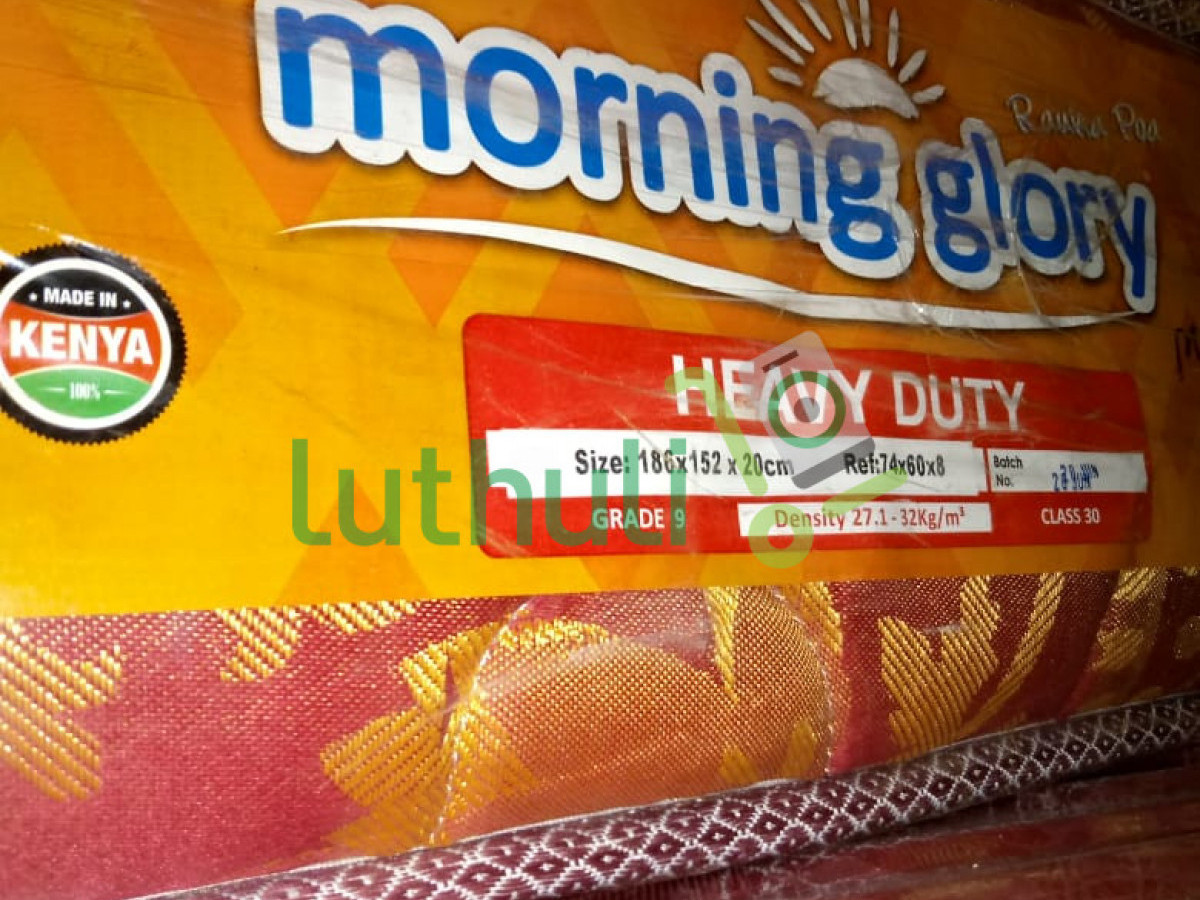 morning glory
Rauka Poa
MADE IN
KENYA
100%
HEAVY DUTY
Size: 186x152 x 20cm Ref:74x60x8
Batch
No.
GRADE 9 Density 27.1 - 32Kg/m³ CLASS 30
luthuli